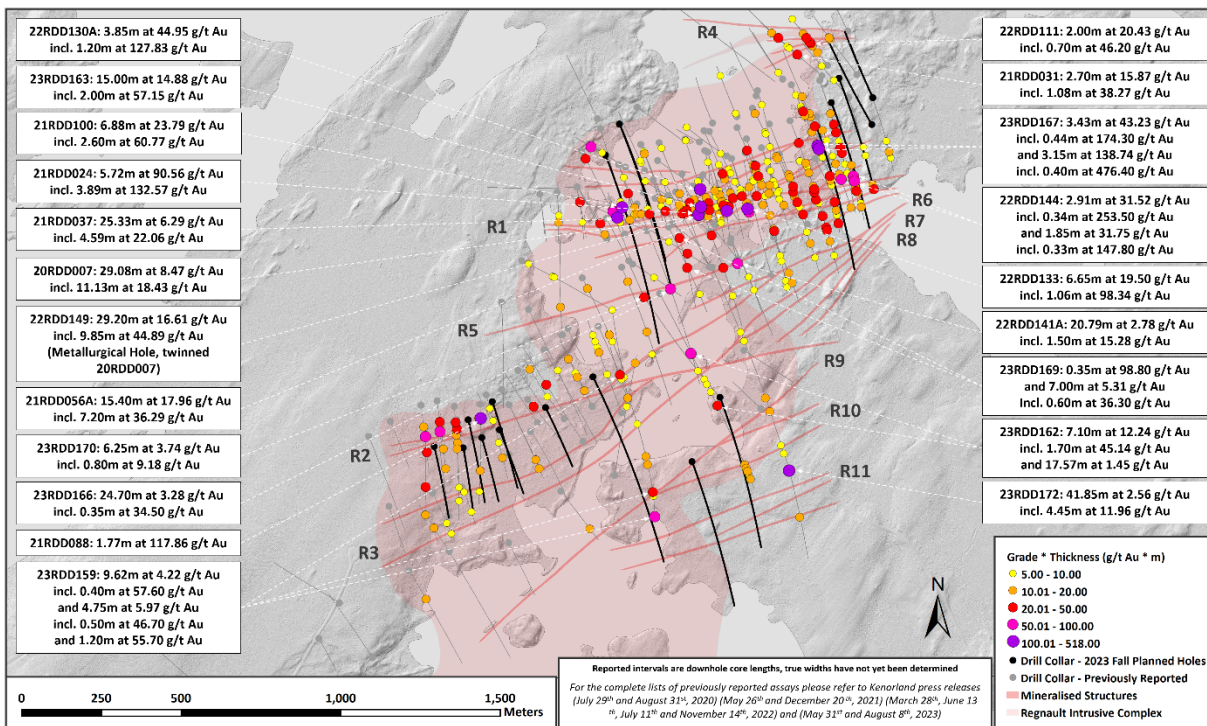 22RDD130A: 3.85m at 44.95 g/t Au
incl. 1.20m at 127.83 g/t Au
23RDD163: 15.00m at 14.88 g/t Au
incl. 2.00m at 57.15 g/t Au
21RDD100: 6.88m at 23.79 g/t Au
incl. 2.60m at 60.77 g/t Au
21RDD024: 5.72m at 90.56 g/t Au
incl. 3.89m at 132.57 g/t Au
21RDD037: 25.33m at 6.29 g/t Au
incl. 4.59m at 22.06 g/t Au
20RDD007: 29.08m at 8.47 g/t Au
incl. 11.13m at 18.43 g/t Au
22RDD149: 29.20m at 16.61 g/t Au
incl. 9.85m at 44.89 g/t Au
(Metallurgical Hole, twinned
20RDD007)
21RDD056A: 15.40m at 17.96 g/t Au
incl. 7.20m at 36.29 g/t Au
23RDD170: 6.25m at 3.74 g/t Au
incl. 0.80m at 9.18 g/t Au
23RDD166: 24.70m at 3.28 g/t Au
incl. 0.35m at 34.50 g/t Au
21RDD088: 1.77m at 117.86 g/t Au
23RDD159: 9.62m at 4.22 g/t Au
incl. 0.40m at 57.60 g/t Au
and 4.75m at 5.97 g/t Au
incl. 0.50m at 46.70 g/t Au
and 1.20m at 55.70 g/t Au
R4
R1
R6
R7
R8
R5
R9
R10
R2
R11
R3
22RDD111: 2.00m at 20.43 g/t Au
incl. 0.70m at 46.20 g/t Au
21RDD031: 2.70m at 15.87 g/t Au
incl. 1.08m at 38.27 g/t Au
23RDD167: 3.43m at 43.23 g/t Au
incl. 0.44m at 174.30 g/t Au
and 3.15m at 138.74 g/t Au
incl. 0.40m at 476.40 g/t Au
22RDD144: 2.91m at 31.52 g/t Au
incl. 0.34m at 253.50 g/t Au
and 1.85m at 31.75 g/t Au
incl. 0.33m at 147.80 g/t Au
22RDD133: 6.65m at 19.50 g/t Au
incl. 1.06m at 98.34 g/t Au
22RDD141A: 20.79m at 2.78 g/t Au
incl. 1.50m at 15.28 g/t Au
23RDD169: 0.35m at 98.80 g/t Au
and 7.00m at 5.31 g/t Au
Incl. 0.60m at 36.30 g/t Au
23RDD162: 7.10m at 12.24 g/t Au
incl. 1.70m at 45.14 g/t Au
and 17.57m at 1.45 g/t Au
23RDD172: 41.85m at 2.56 g/t Au
incl. 4.45m at 11.96 g/t Au
Grade * Thickness (g/t Au * m)
5.00 - 10.00
10.01 - 20.00
20.01 - 50.00
50.01 - 100.00
100.01 - 518.00
Drill Collar - 2023 Fall Planned Holes
Drill Collar - Previously Reported
Mineralised Structures
Regnault Intrusive Complex
N
Reported intervals are downhole core lengths, true widths have not yet been determined
For the complete lists of previously reported assays please refer to Kenorland press releases
(July 29th and August 31st, 2020) (May 26th and December 20th, 2021) (March 28th, June 13
th, July 11th and November 14th, 2022) and (May 31st and August 8th, 2023)
0 250 500 1,000 1,500
Meters